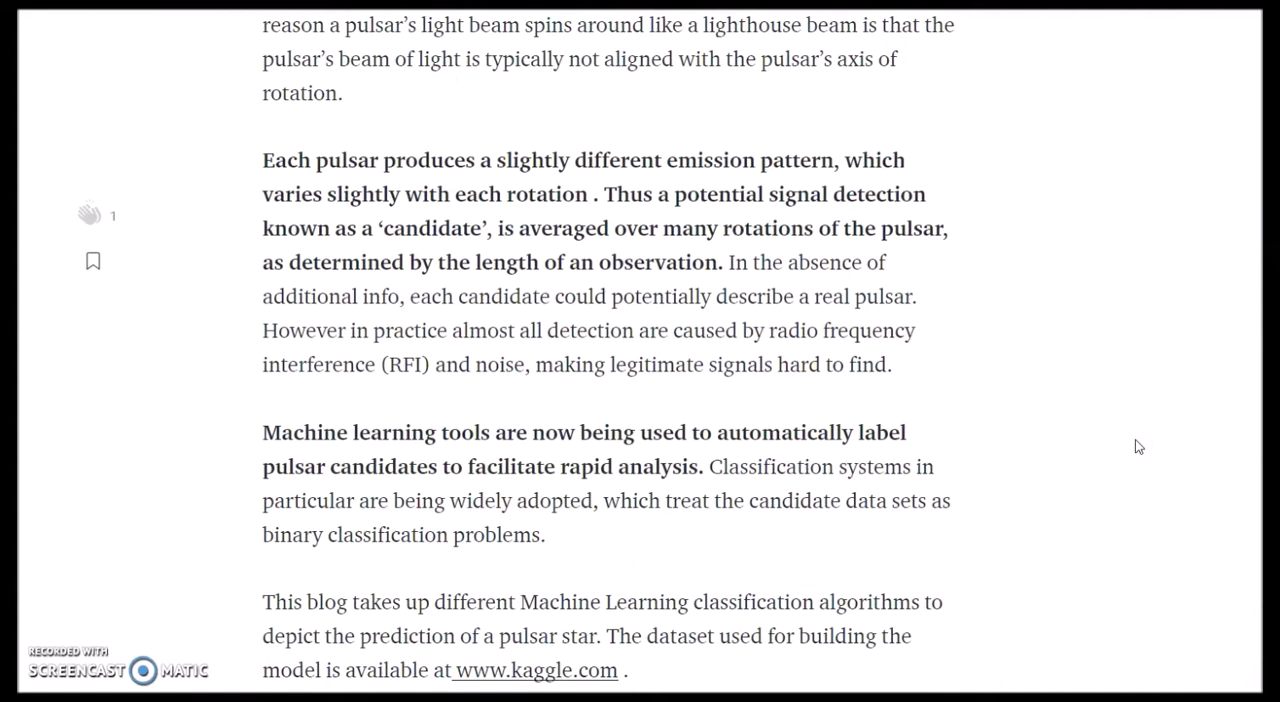 reason a pulsar’s light beam spins around like a lighthouse beam is that the
pulsar’s beam of light is typically not aligned with the pulsar’s axis of
rotation.
Each pulsar produces a slightly different emission pattern, which
varies slightly with each rotation . Thus a potential signal detection
known as a ‘candidate’, is averaged over many rotations of the pulsar,
as determined by the length of an observation. In the absence of
additional info, each candidate could potentially describe a real pulsar.
However in practice almost all detection are caused by radio frequency
interference (RFI) and noise, making legitimate signals hard to find.
1
Machine learning tools are now being used to automatically label
pulsar candidates to facilitate rapid analysis. Classification systems in
particular are being widely adopted, which treat the candidate data sets as
binary classification problems.
This blog takes up different Machine Learning classification algorithms to
depict the prediction of a pulsar star. The dataset used for building the
model is available at www.kaggle.com .
RECORDED WITH
SCREENCAST MATIC